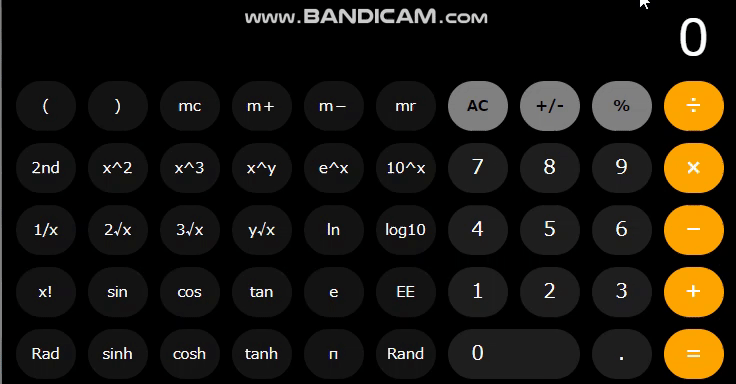 www.BANDICAM.com
0
( ) mc m+ m− mr AC +/- % ÷
2nd x^2 x^3 x^y e^x 10^x 7 8 9 ×
1/x 2√x 3√x y√x ln log10 4 5 6 −
x! sin cos tan e EE 1 2 3 +
Rad sinh cosh tanh п Rand 0 . =